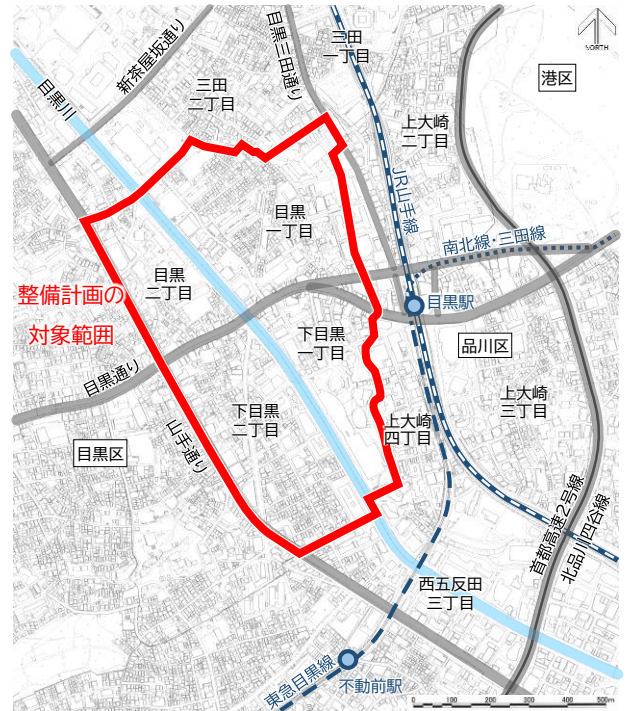 新茶屋坂通り
目黒三田通り
三田
一丁目
NORTH
港区
目黒川
三田
二丁目
上大崎
二丁目
JR山手線
目黒
一丁目
南北線・三田線
目黒
二丁目
整備計画の
対象範囲
目黒駅
下目黒
一丁目
品川区
目黒通り
上大崎
三丁目
下目黒
二丁目
上大崎
四丁目
山手通り
目黒区
首都高速2号線
北品川四谷線
西五反田
三丁目
東急目黒線
不動前駅
0 100 200 300 400 500m